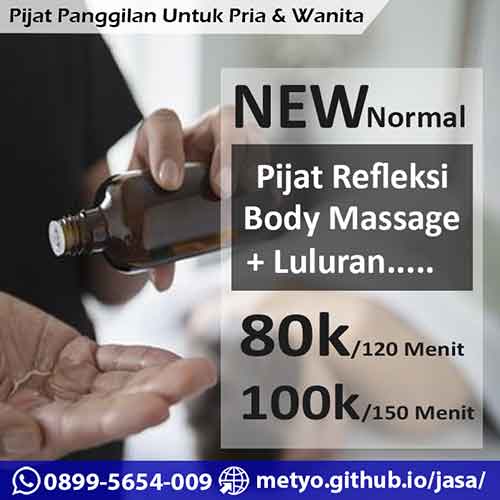 Pijat Panggilan Untuk Pria & Wanita
NEW Normal
Pijat Refleksi
Body Massage
+ Luluran.....
80k/120 Menit
100k/150 Menit
0899-5654-009 metyo.github.io/jasa/